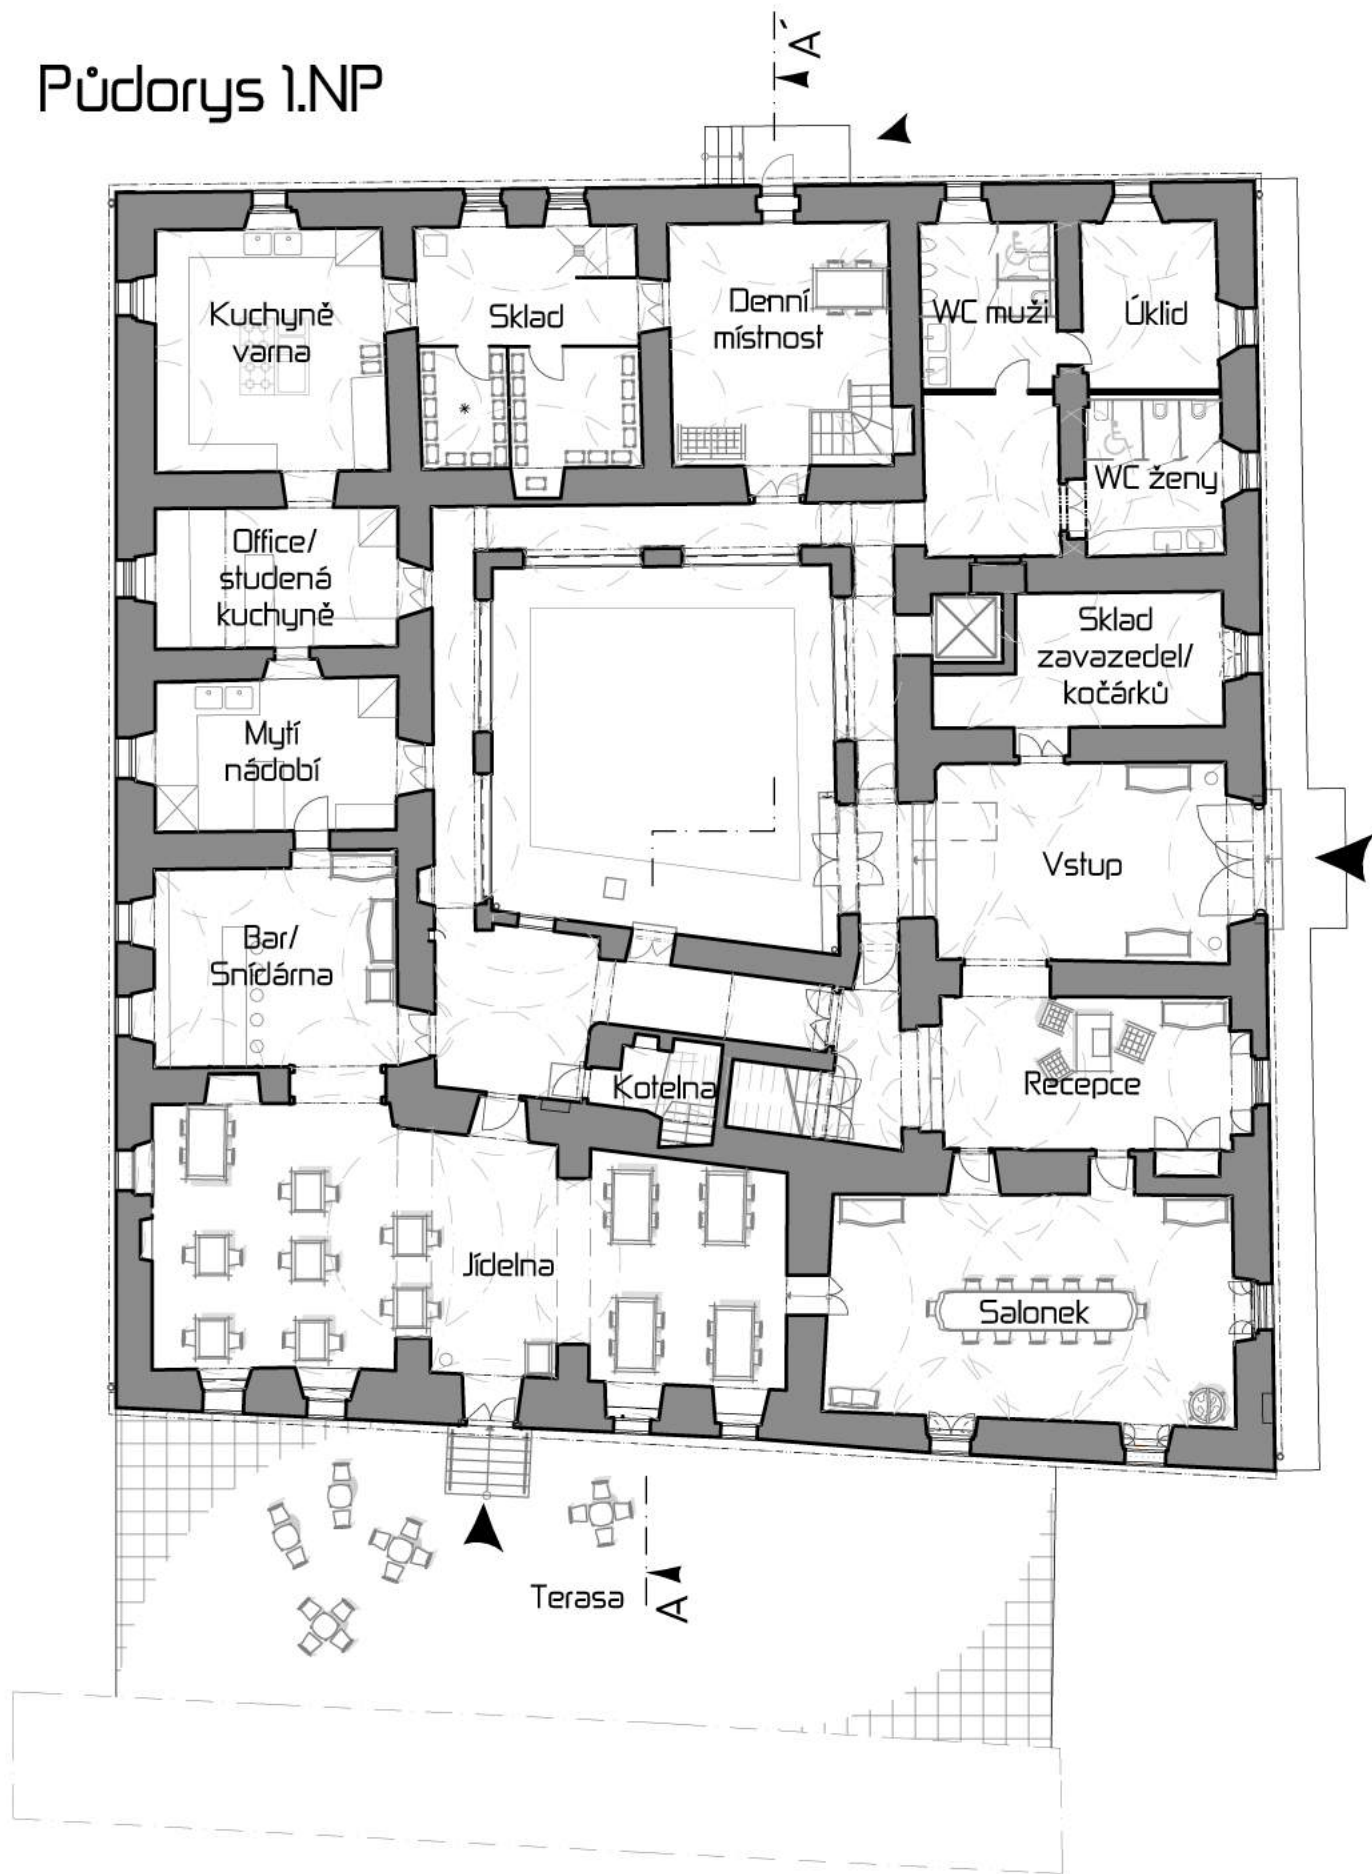 Půdorys 1.NP
A´
Kuchyně
varna
Sklad
Denní
místnost
WC muži
Úklid
WC ženy
Office/
studená
kuchyně
Sklad
zavazedel/
kočárků
Mytí
nádobí
Vstup
Bar/
Snídárna
Kotelna
Recepce
Jídelna
Salonek
Terasa
A